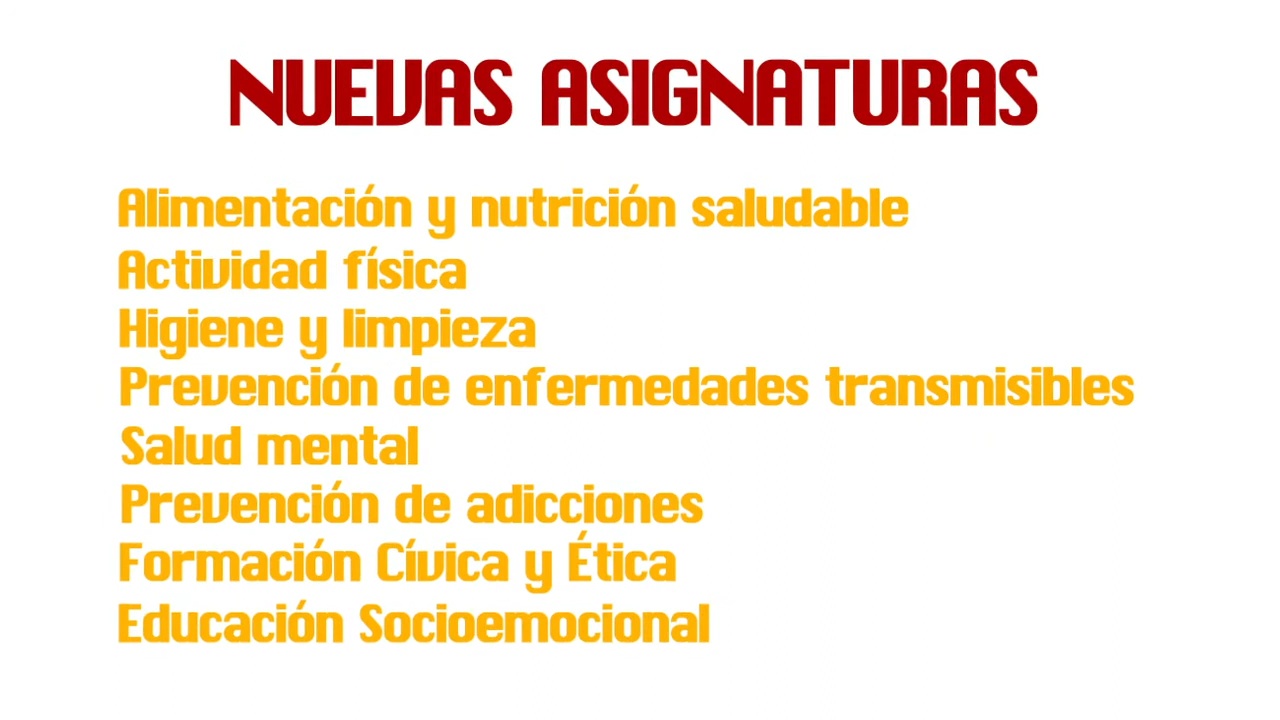 NUEVAS ASIGNATURAS
Alimentación y nutrición saludable
Actividad física
Higiene y limpieza
Prevención de enfermedades transmisibles
Salud mental
Prevención de adicciones
Formación Cívica y Ética
Educación Socioemocional